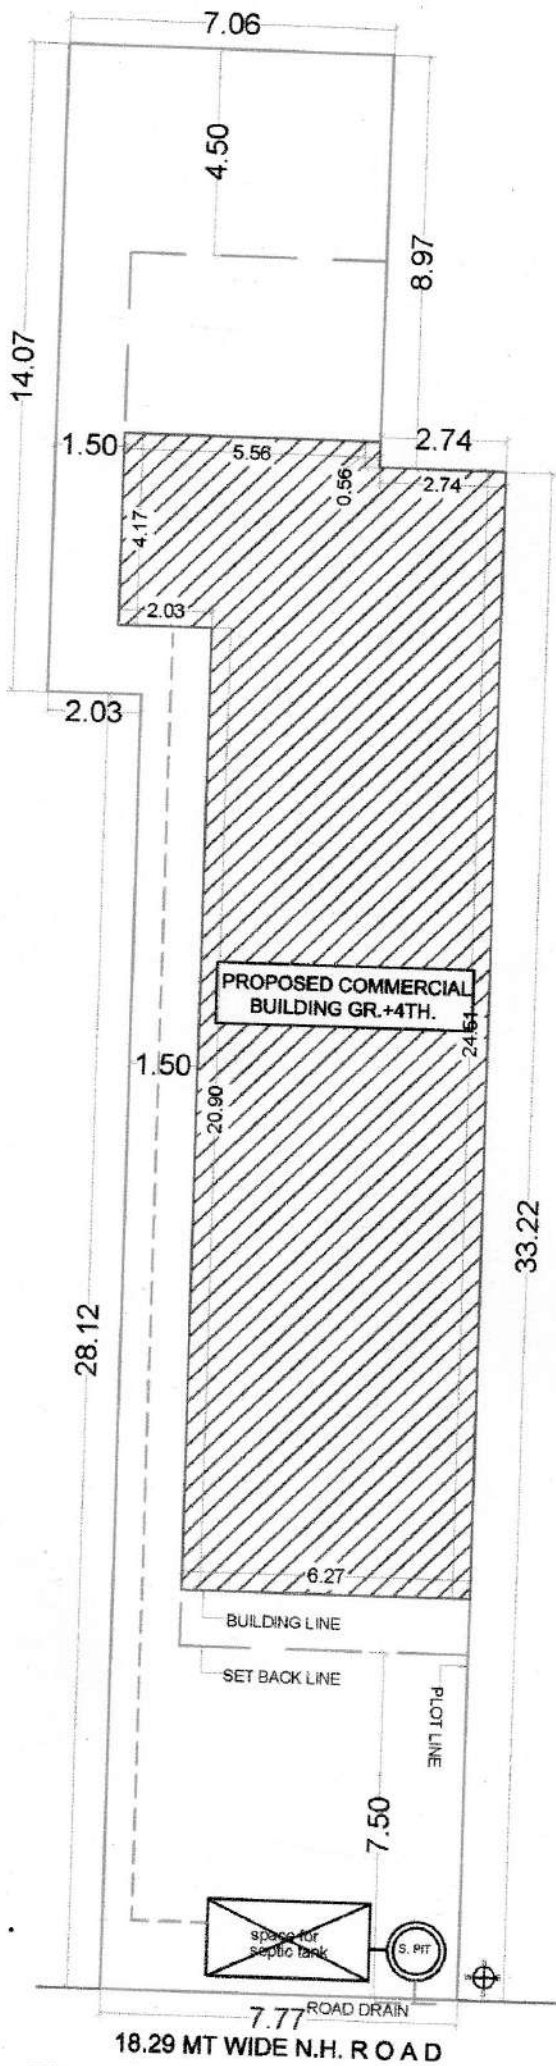 7.06
4.50
8.97
14.07
1.50
5.56
2.74
0.56
2.74
4.17
2.03
2.03
PROPOSED COMMERCIAL
BUILDING GR.+4TH.
24.51
1.50
20.90
33.22
28.12
6.27
BUILDING LINE
SET BACK LINE
PLOT LINE
7.50
space for
septic tank
S. PIT
ROAD DRAIN
7.77
18.29 MT WIDE N.H. ROAD